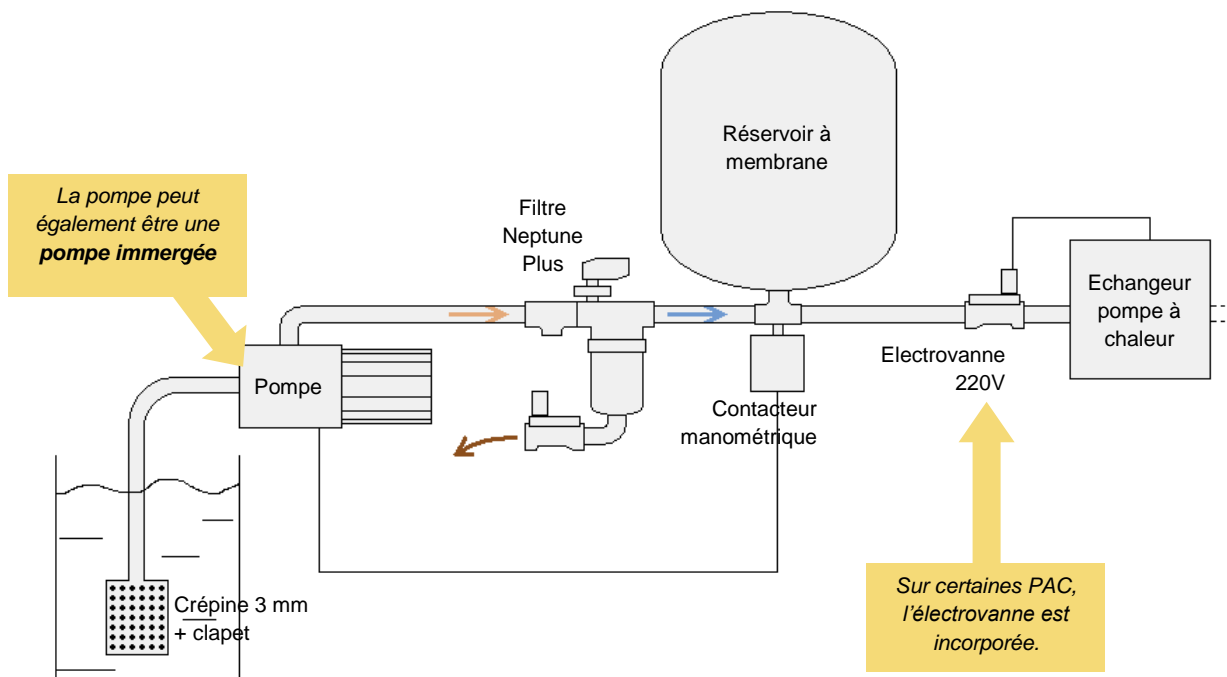 Réservoir à
membrane
La pompe peut
également être une
pompe immergée
Filtre
Neptune
Plus
Echangeur
pompe à
chaleur
Pompe
Electrovanne
220V
Contacteur
manométrique
Crépine 3 mm
+ clapet
Sur certaines PAC,
l'électrovanne est
incorporée.